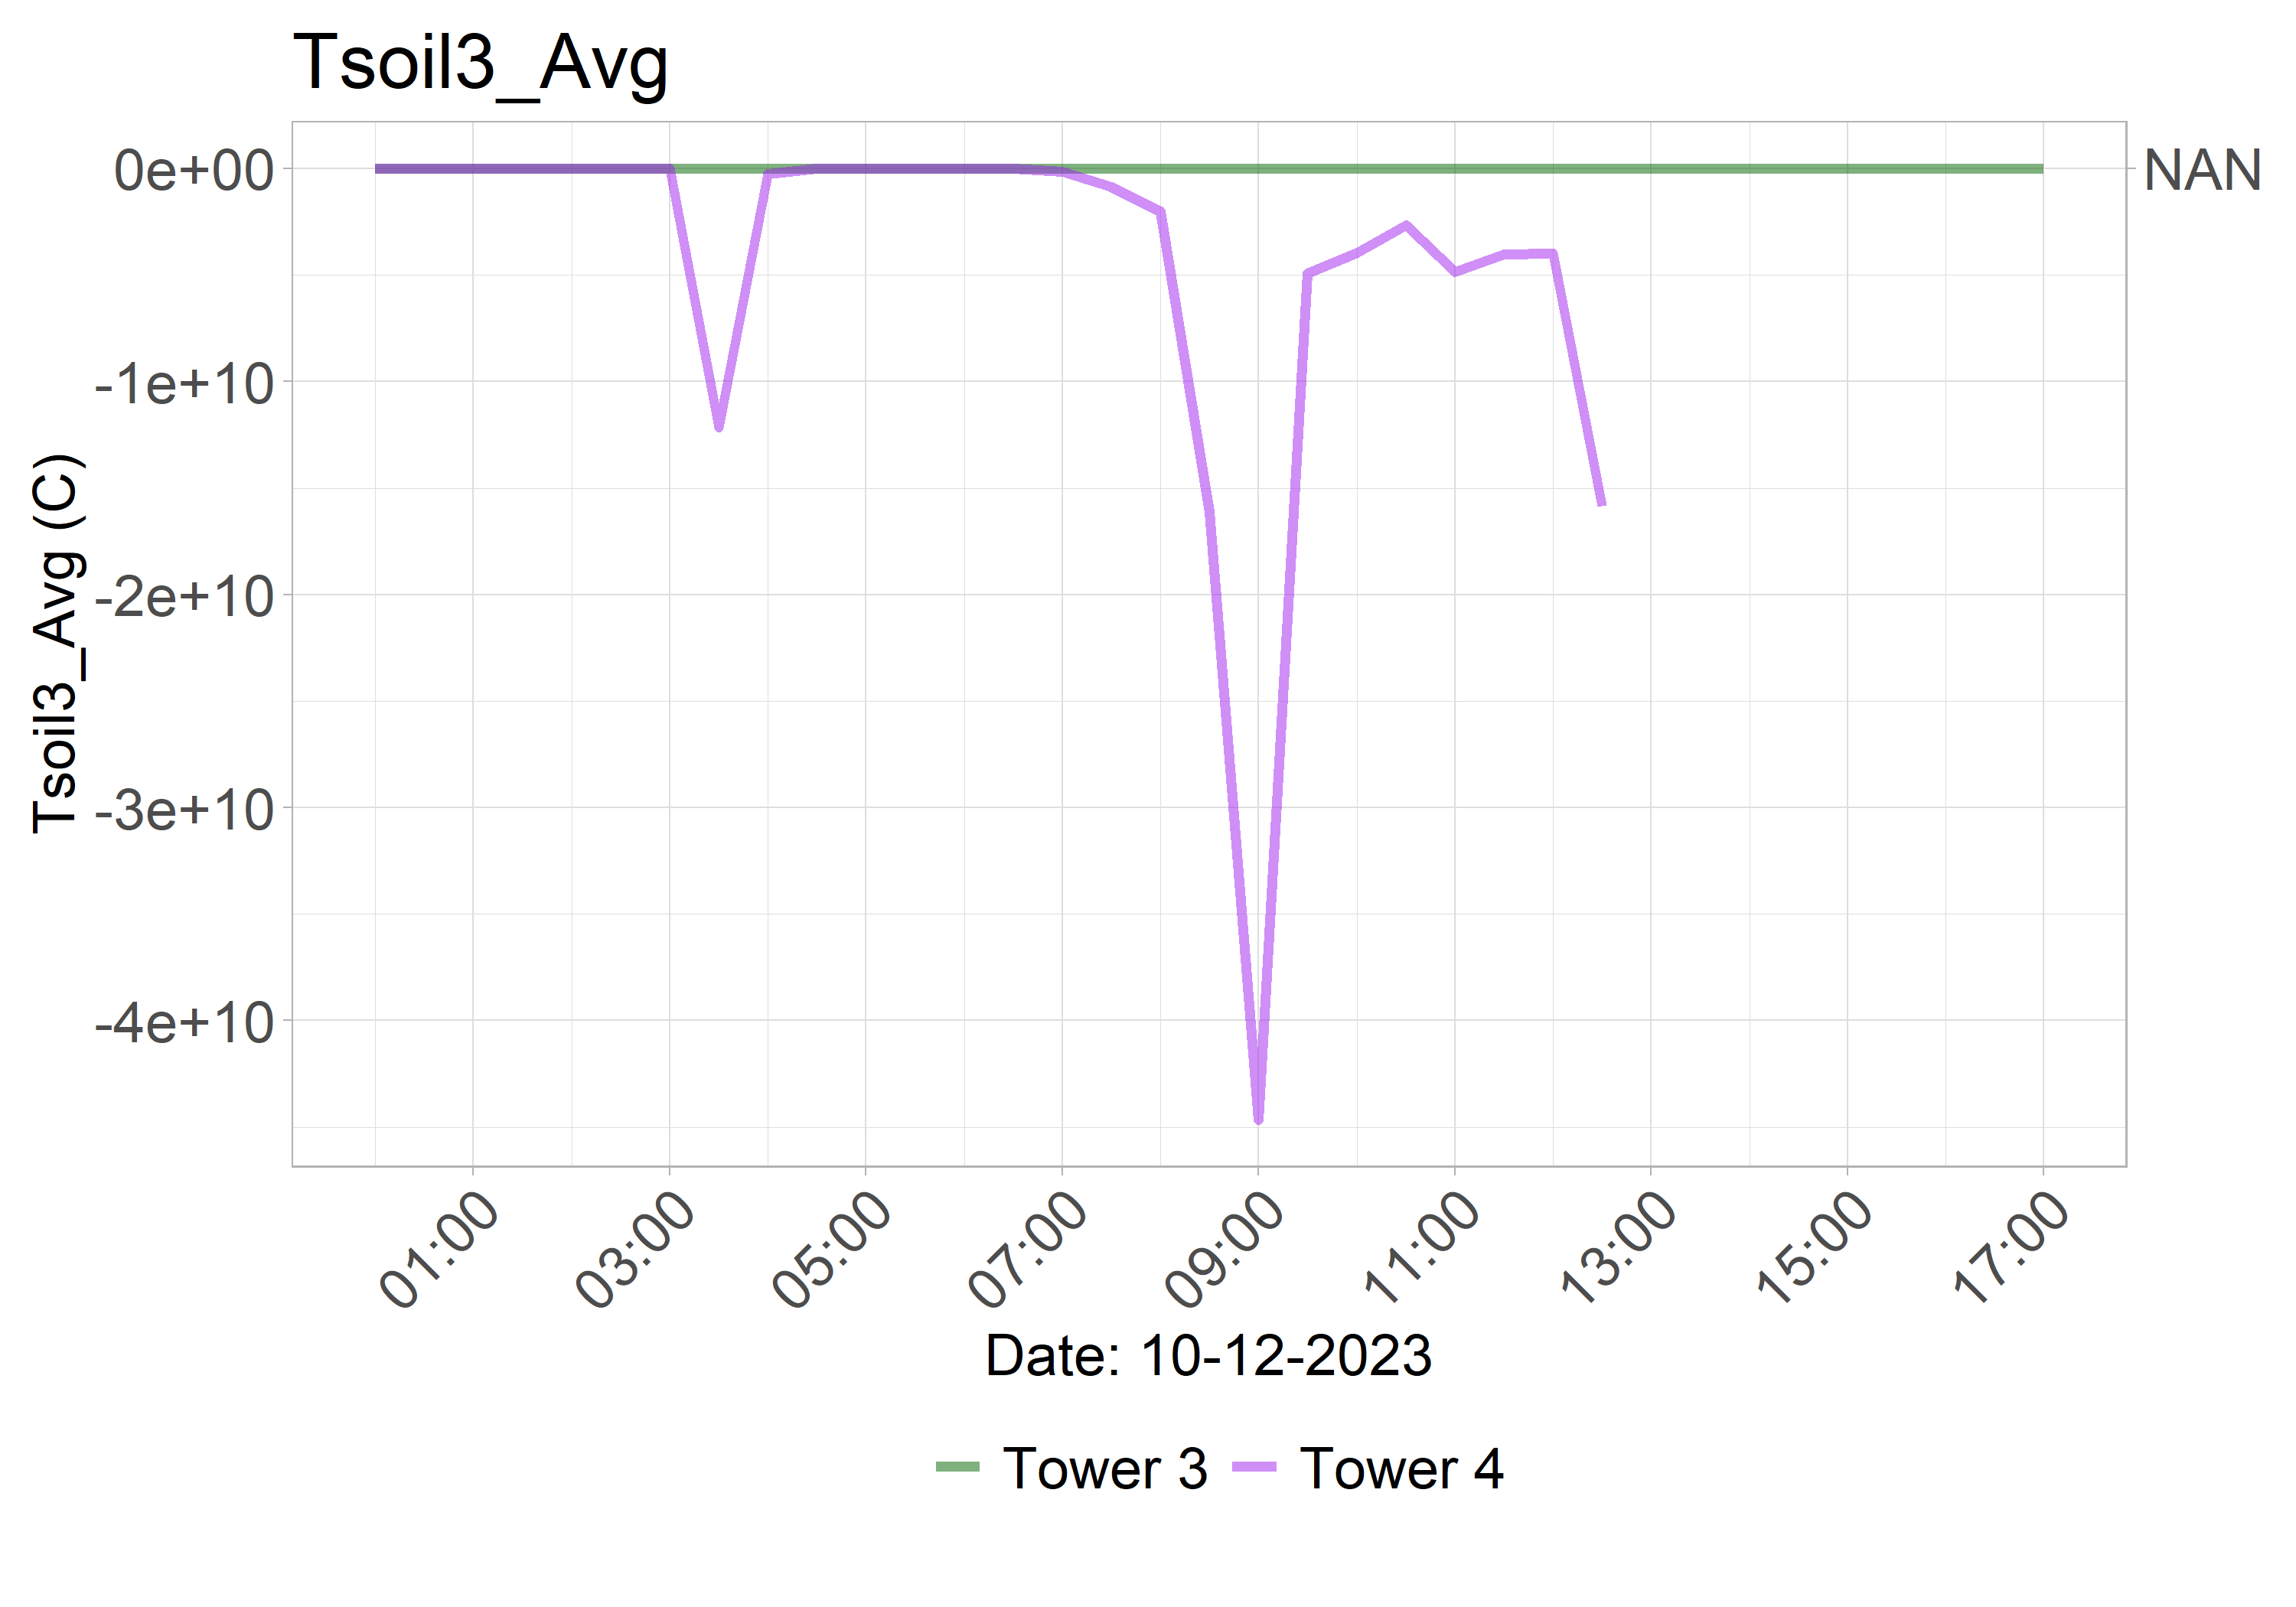 Tsoil3_Avg
Tsoil3_Avg (C)
0e+00
-1e+10
-2e+10
-3e+10
-4e+10
NAN
01:00
03:00
05:00
07:00
09:00
11:00
13:00
15:00
17:00
Date: 10-12-2023
Tower 3
Tower 4